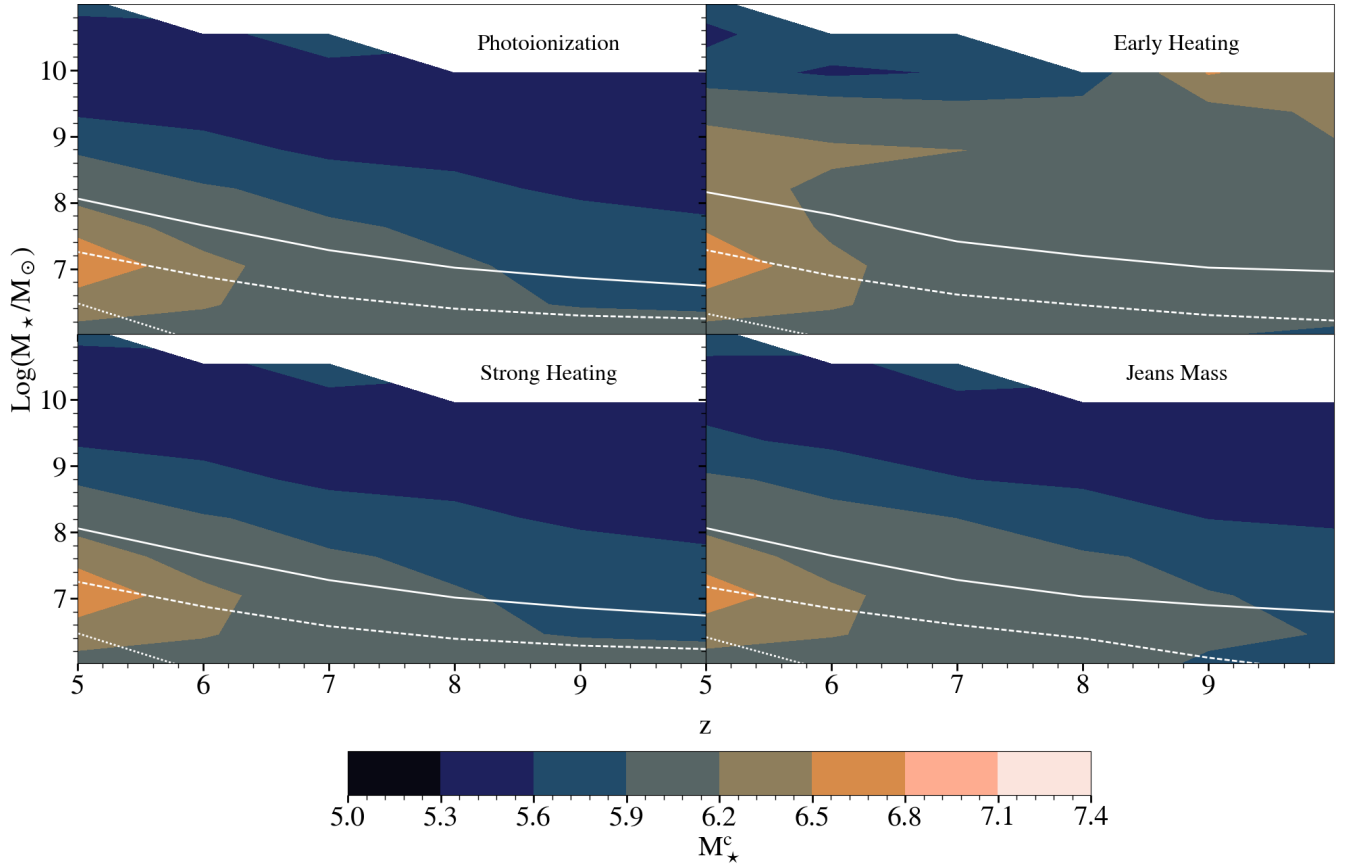 Photoionization
Early Heating
10
9
8
7
Strong Heating
Jeans Mass
10
9
8
7
Log(M⋆/M⊙)
5 6 7 8 9 5 6 7 8 9
z
5.0 5.3 5.6 5.9 6.2 6.5 6.8 7.1 7.4
M⋆ᶜ